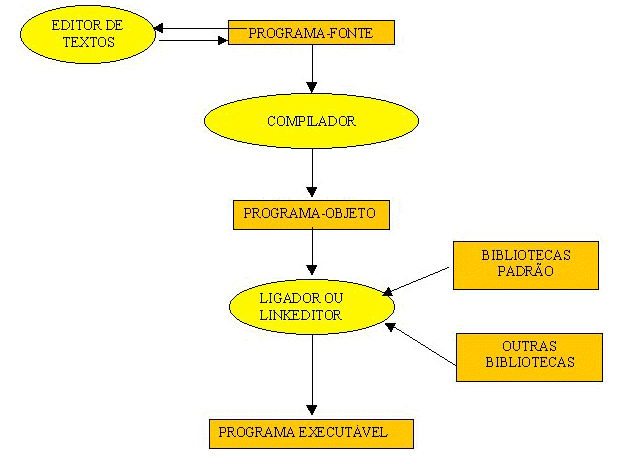 EDITOR DE
TEXTOS
PROGRAMA-FONTE
COMPILADOR
PROGRAMA-OBJETO
BIBLIOTECAS
PADRÃO
LIGADOR OU
LINKEDITOR
OUTRAS
BIBLIOTECAS
PROGRAMA EXECUTÁVEL